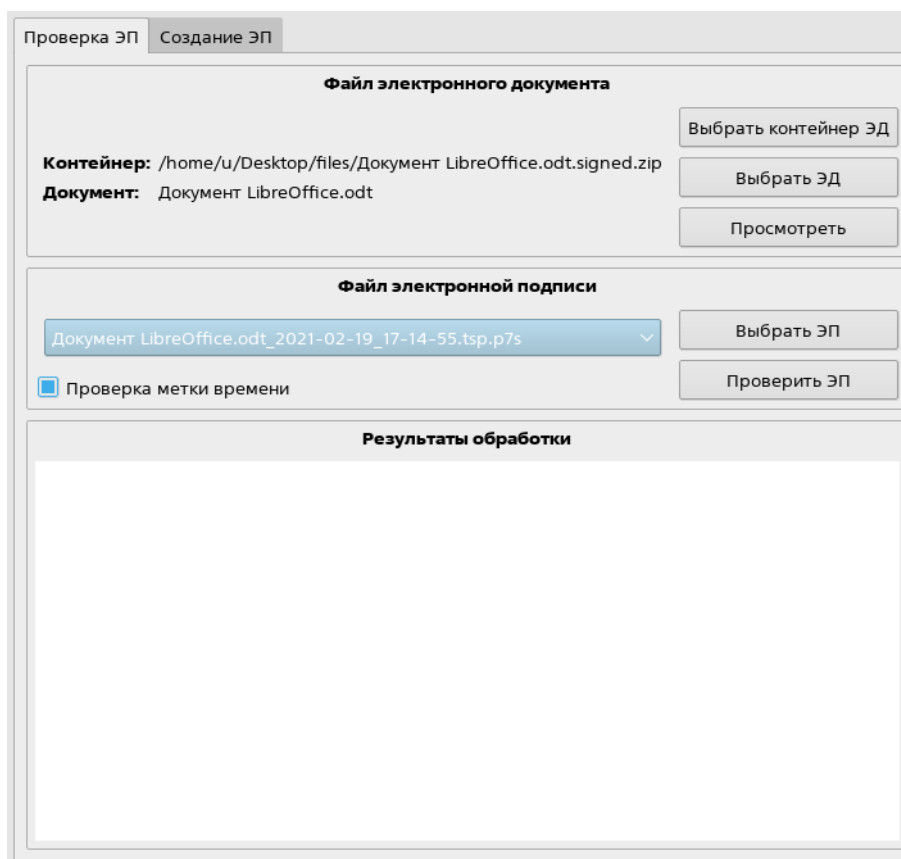 Проверка ЭП Создание ЭП
Файл электронного документа
Выбрать контейнер ЭД
Контейнер: /home/u/Desktop/files/Документ LibreOffice.odt.signed.zip
Выбрать ЭД
Документ: Документ LibreOffice.odt
Просмотреть
Файл электронной подписи
Документ LibreOffice.odt_2021-02-19_17-14-55.tsp.p7s
Выбрать ЭП
Проверка метки времени
Проверить ЭП
Результаты обработки